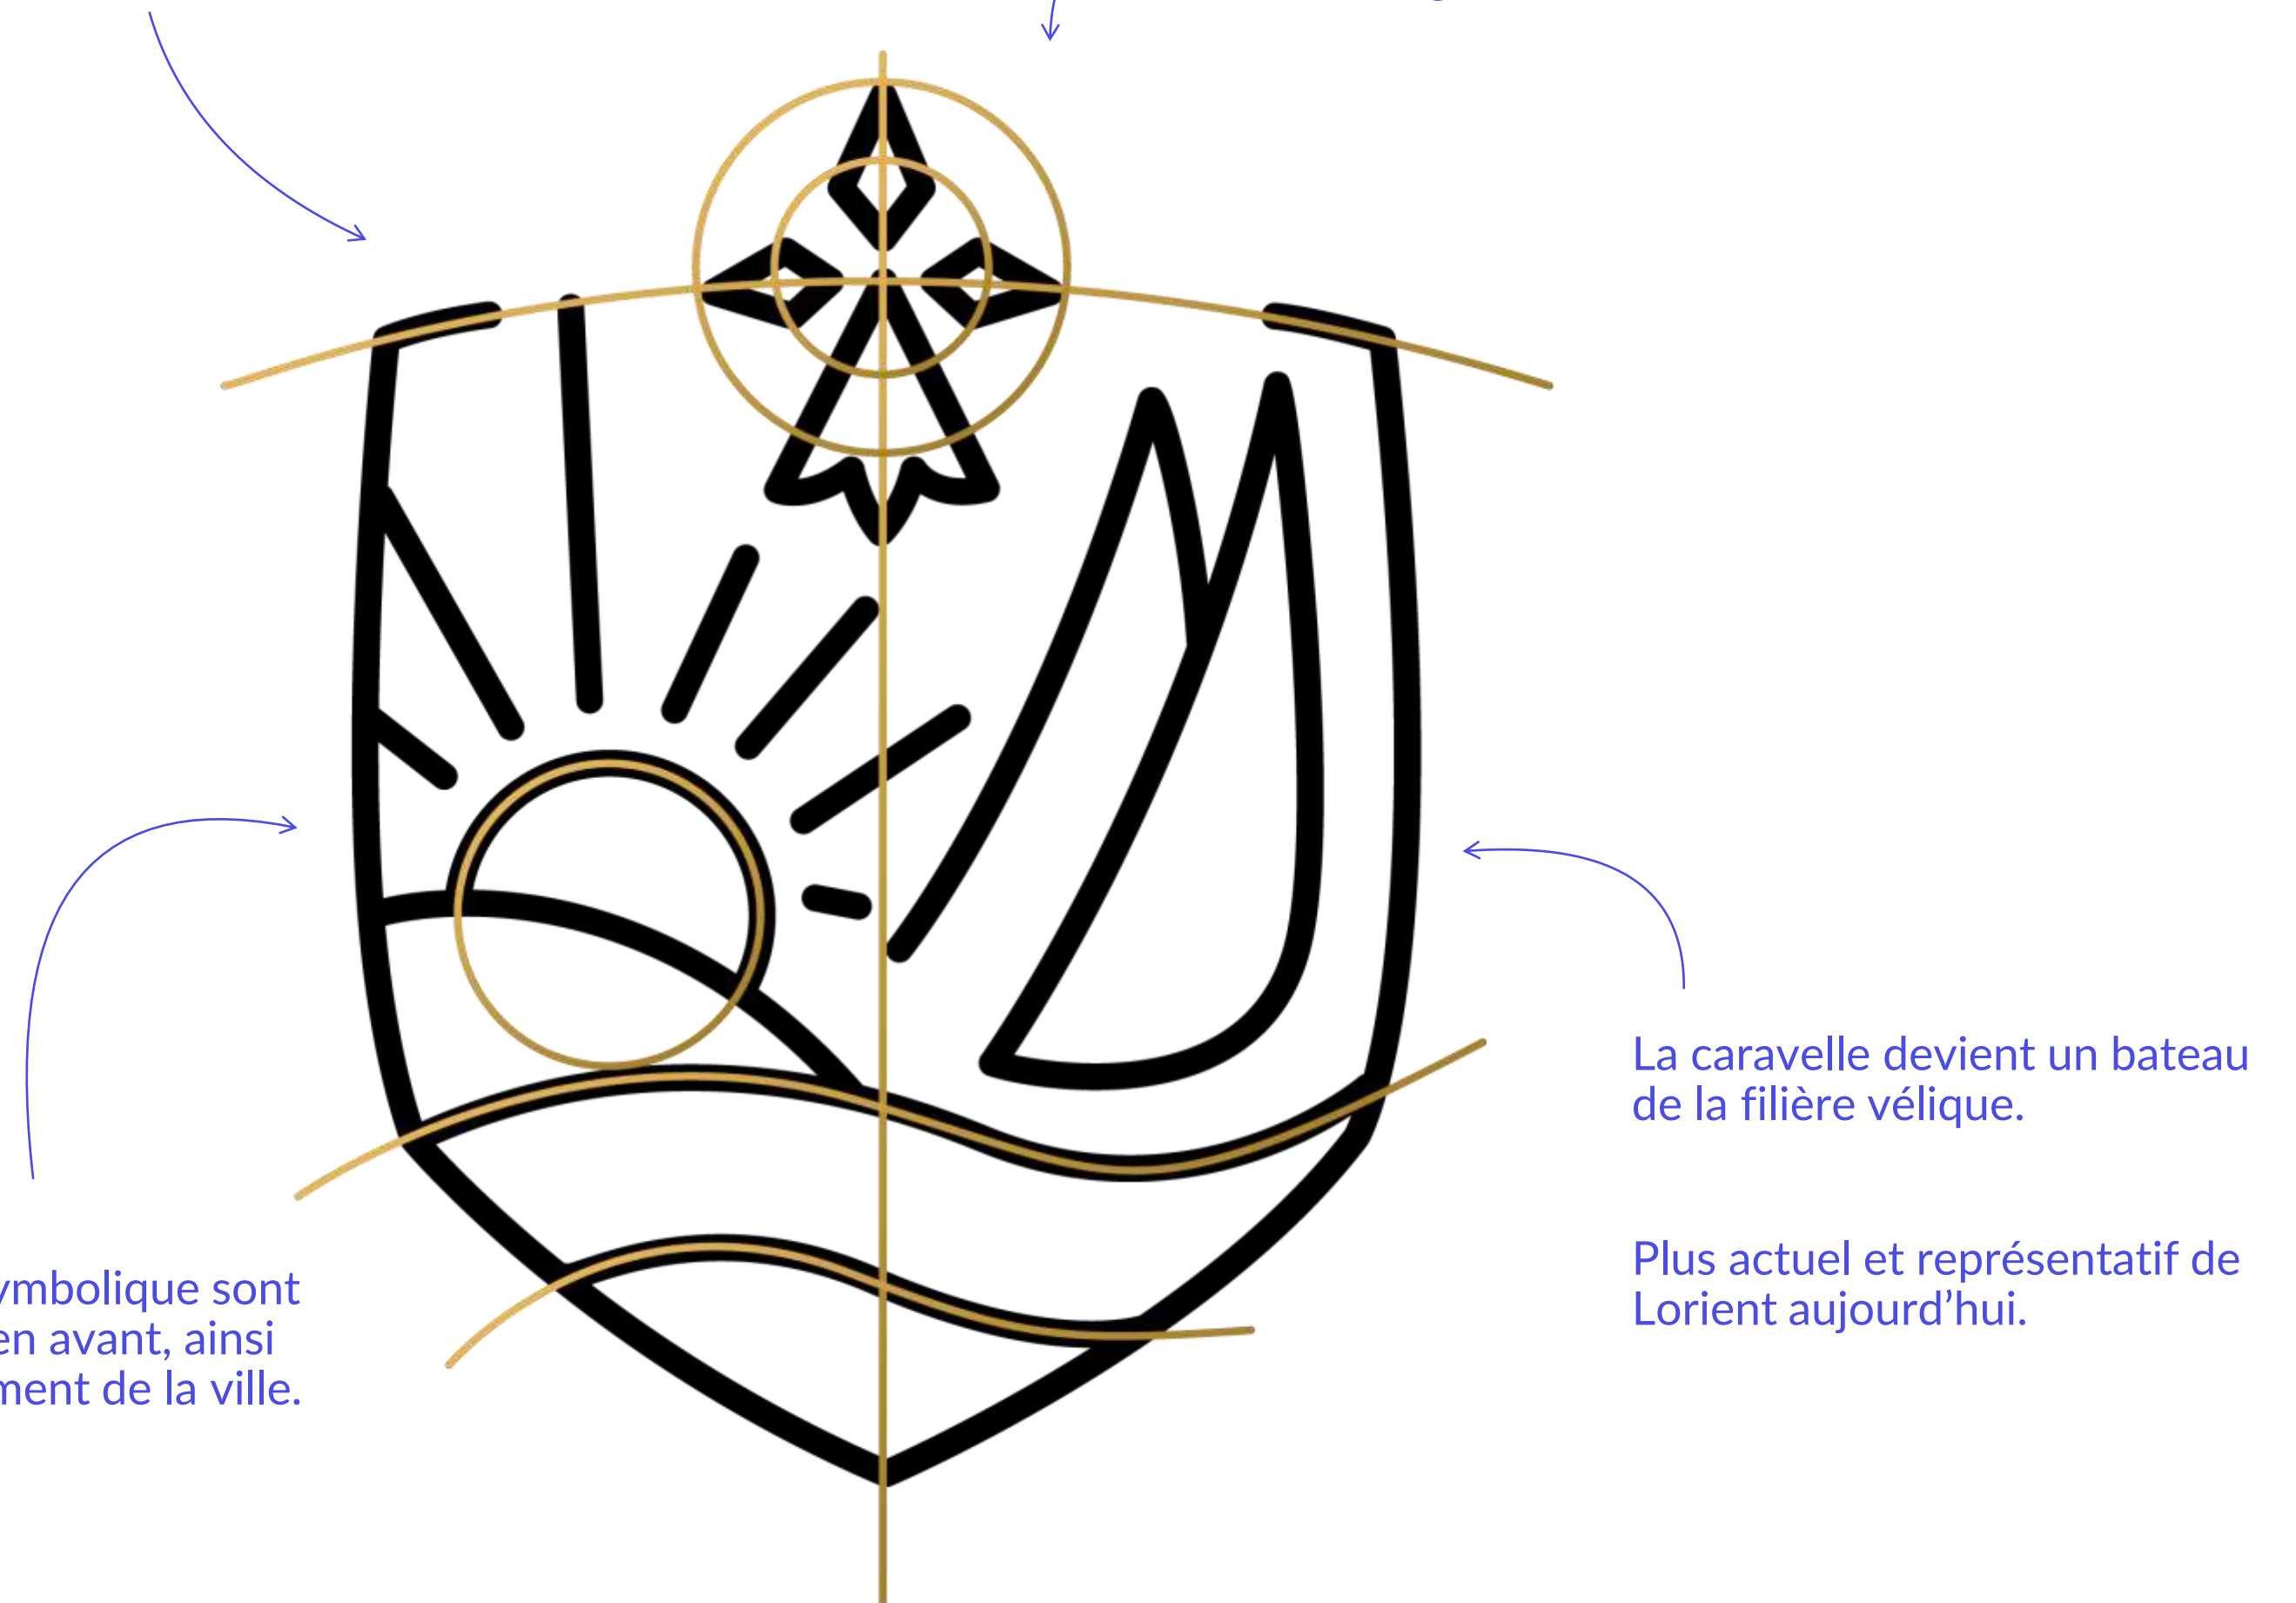 La caravelle devient un bateau
de la filière vélique.
Plus actuel et représentatif de
Lorient aujourd'hui.
sont
en avant, ainsi
de la ville.